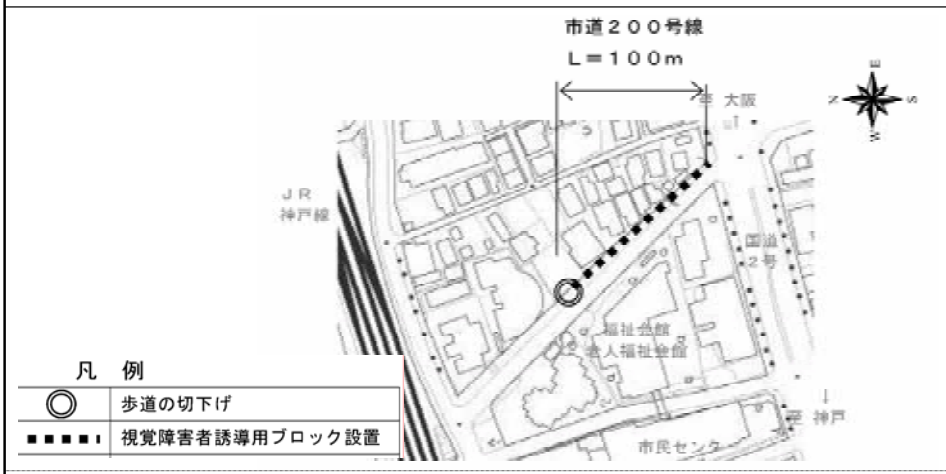 市道２００号線
Ｌ＝１００ｍ
至 大阪
E
N
S
W
ＪＲ
神戸線
国道
２号
福祉会館
老人福祉会館
至 神戸
市民センタ
凡 例
歩道の切下げ
視覚障害者誘導用ブロック設置